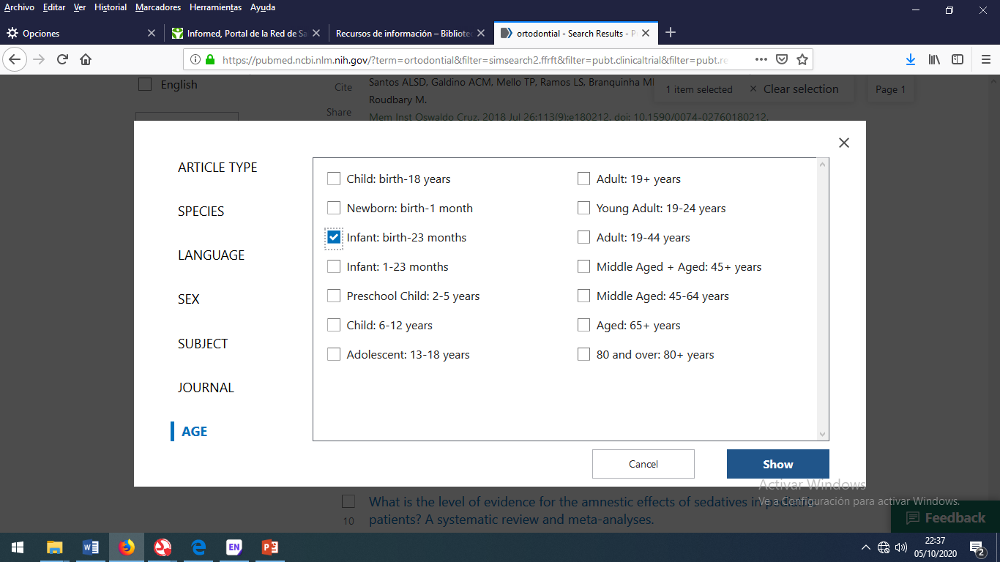 Archivo Editar Ver Historial Marcadores Herramientas Ayuda
Opciones
Infomed, Portal de la Red de Sa
Recursos de información – Bibliote
ortodontial - Search Results - P
https://pubmed.ncbi.nlm.nih.gov/?term=ortodontial&filter=simsearch2.ffrft&filter=pubt.clinicaltrial&filter=pubt.re
English
Cite
Santos ALSD, Galdino ACM, Mello TP, Ramos LS, Branquinha M
Roudbary M.
1 item selected × Clear selection
Page 1
Share
Mem Inst Oswaldo Cruz. 2018 Jul 26;113(9):e180212. doi: 10.1590/0074-02760180212.
ARTICLE TYPE
SPECIES
LANGUAGE
SEX
SUBJECT
JOURNAL
AGE
Child: birth-18 years
Newborn: birth-1 month
Infant: birth-23 months
Infant: 1-23 months
Preschool Child: 2-5 years
Child: 6-12 years
Adolescent: 13-18 years
Adult: 19+ years
Young Adult: 19-24 years
Adult: 19-44 years
Middle Aged + Aged: 45+ years
Middle Aged: 45-64 years
Aged: 65+ years
80 and over: 80+ years
Cancel
Show
Activar Windows
Ve a Configuración para activar Windows.
What is the level of evidence for the amnestic effects of sedatives in pediatric
10
patients? A systematic review and meta-analyses.
Feedback
EN
22:37
05/10/2020
2